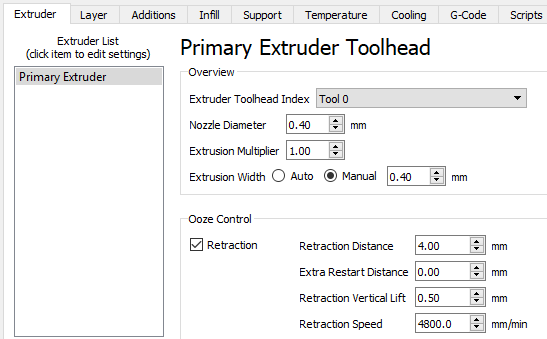 Extruder Layer Additions Infill Support Temperature Cooling G-Code Scripts
Extruder List
(click item to edit settings)
Primary Extruder
Primary Extruder Toolhead
Overview
Extruder Toolhead Index Tool 0
Nozzle Diameter 0.40 mm
Extrusion Multiplier 1.00
Extrusion Width Auto Manual 0.40 mm
Ooze Control
Retraction Retraction Distance 4.00 mm
Extra Restart Distance 0.00 mm
Retraction Vertical Lift 0.50 mm
Retraction Speed 4800.0 mm/min